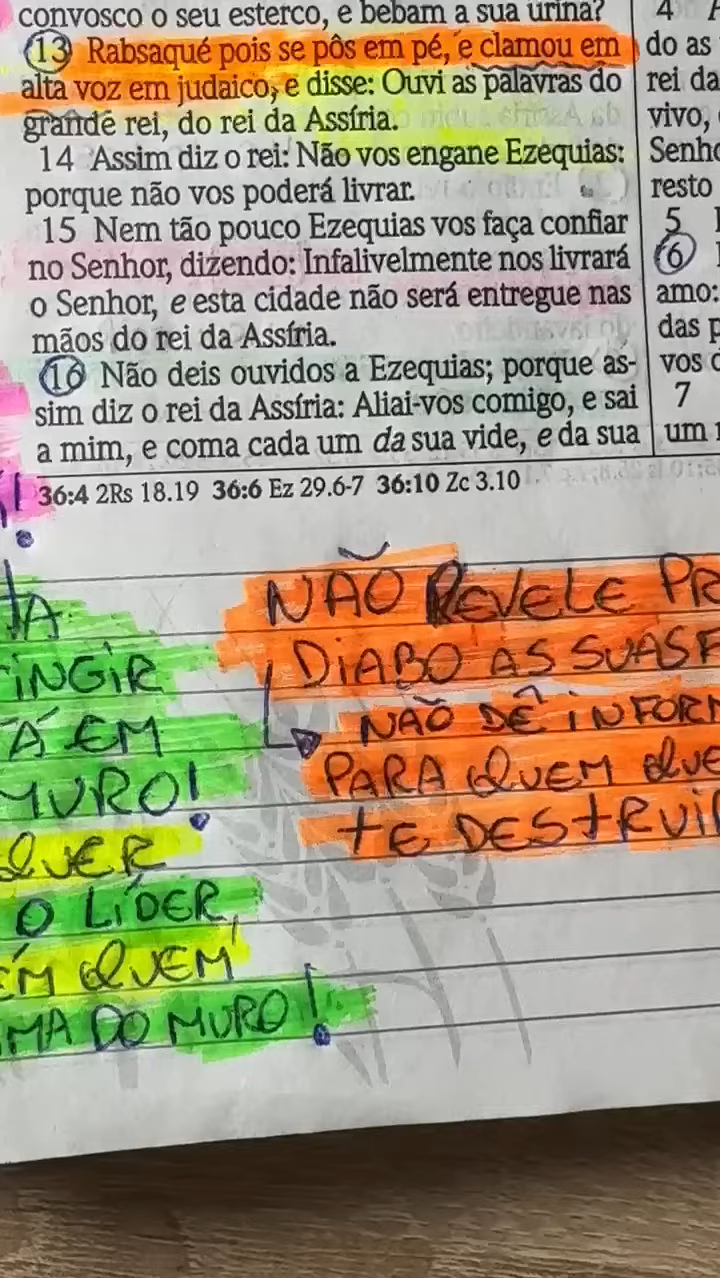 convosco o seu esterco, e bebam a sua urina?
13 Rabsaqué pois se pôs em pé, e clamou em
alta voz em judaico, e disse: Ouvi as palavras do
grande rei, do rei da Assíria.
14 Assim diz o rei: Não vos engane Ezequias:
porque não vos poderá livrar.
15 Nem tão pouco Ezequias vos faça confiar
no Senhor, dizendo: Infalivelmente nos livrará
o Senhor, e esta cidade não será entregue nas
mãos do rei da Assíria.
16 Não deis ouvidos a Ezequias; porque as-
sim diz o rei da Assíria: Aliai-vos comigo, e sai
a mim, e coma cada um da sua vide, e da sua
4
do as
rei da
vivo,
Senho
resto
5
6
amo:
das p
vos
7
um
36:4 2Rs 18.19 36:6 Ez 29.6-7 36:10 Zc 3.10
TA
INGIR
TÁ EM
MURO!
QUER
O LÍDER,
ÉM QUEM
IMA DO MURO!
NÃO REVELE PR
DIABO AS SUAS F
NÃO DÊ INFORM
PARA QUEM QUE
TE DESTRUIR